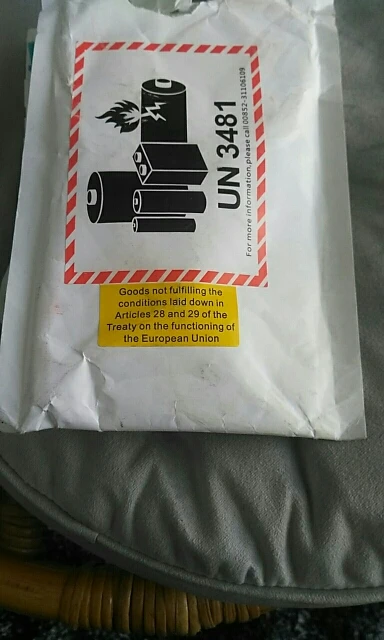 UN 3481
For more information,please call 00852-31106109
Goods not fulfilling the
conditions laid down in
Articles 28 and 29 of the
Treaty on the functioning of
the European Union